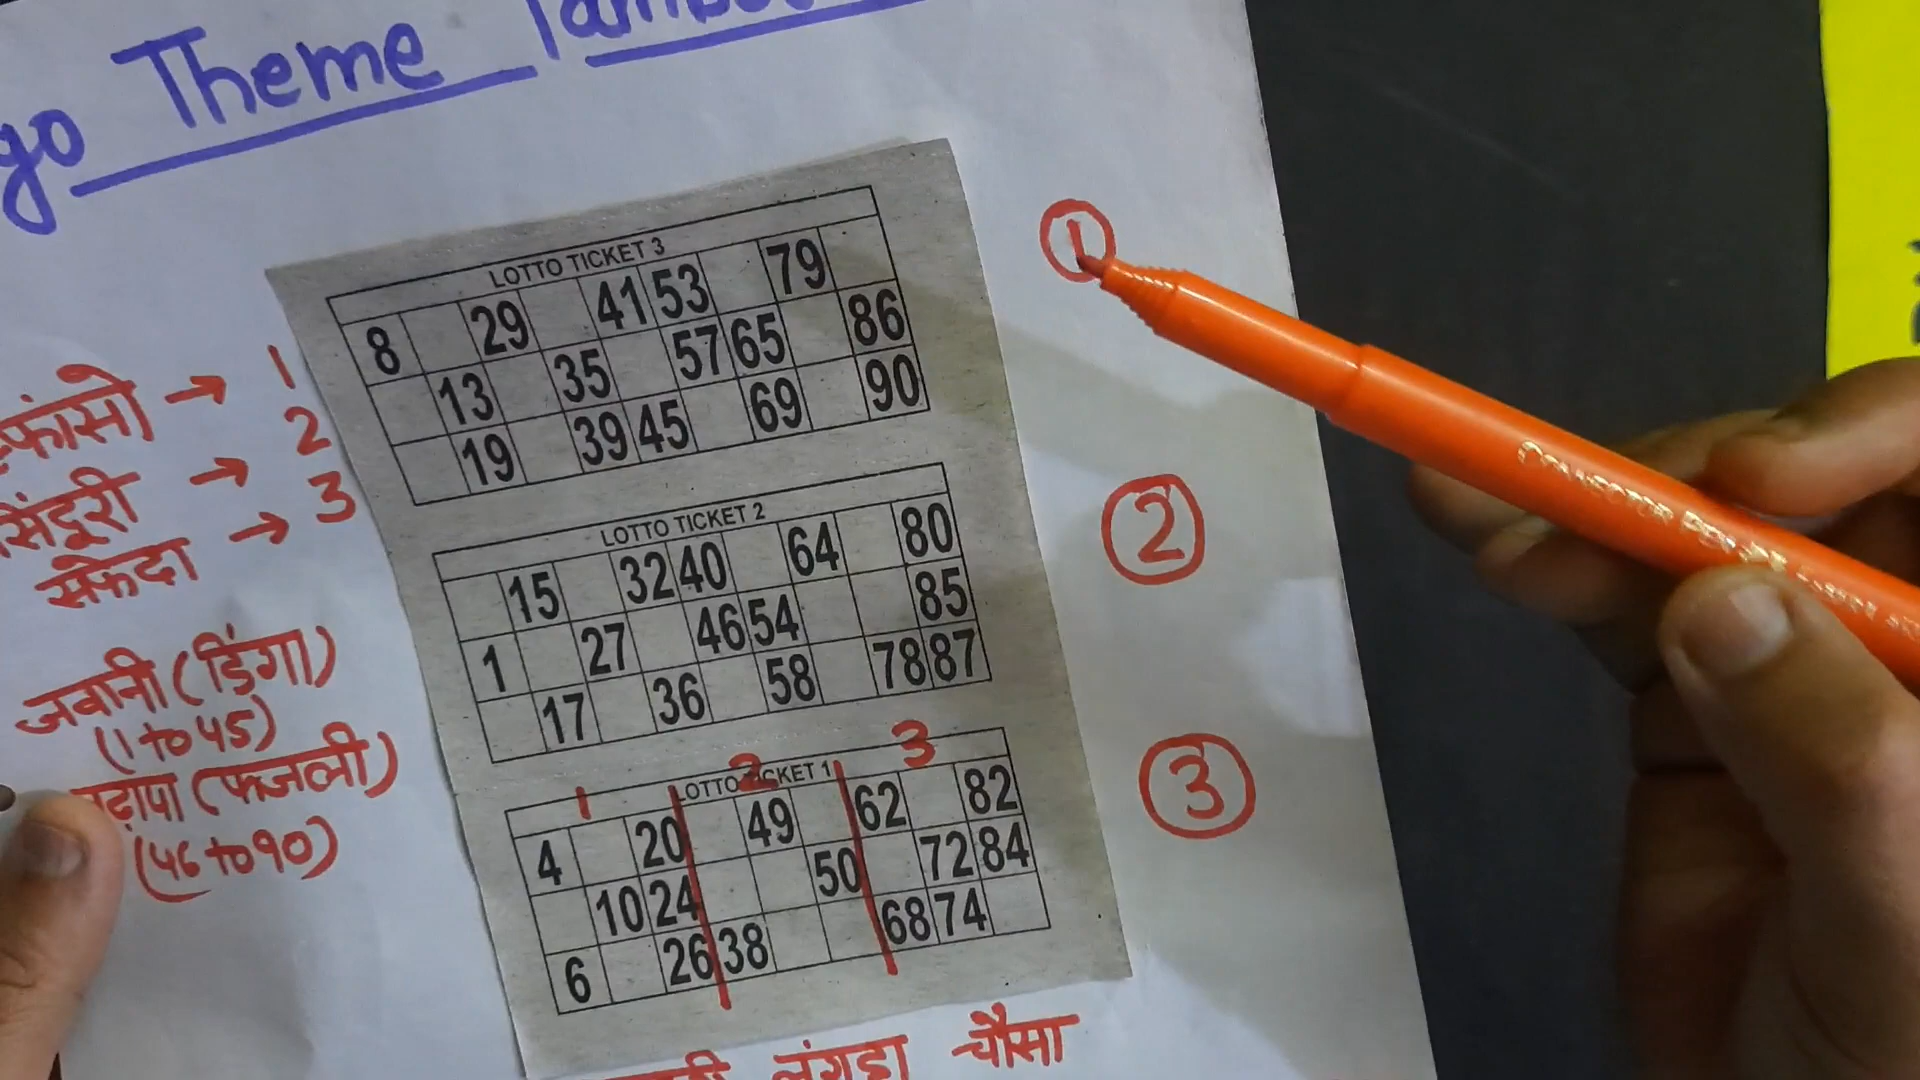 Theme
go
1
LOTTO TICKET 3
8 29 41 53 79
13 35 57 65 86
19 39 45 69 90
→ 1
सिंदूरी → 2
सफेदा → 3
2
LOTTO TICKET 2
15 32 40 64 80
1 27 46 54 85
17 36 58 78 87
जवानी (डिंगा)
(1 to 45)
(फजली)
(46 to 90)
3
1 2 3
LOTTO TICKET 1
4 20 49 62 82
10 24 50 72 84
6 26 38 68 74
लंगड़ा चौसा